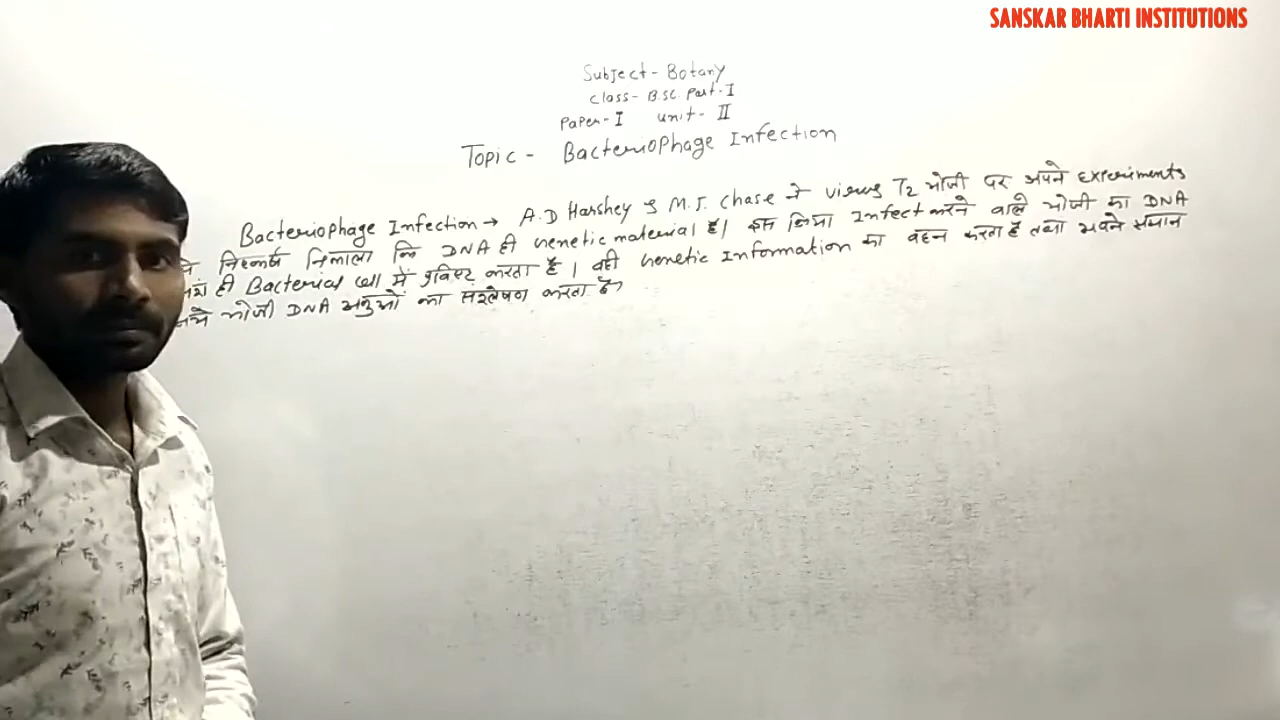 SANSKAR BHARTI INSTITUTIONS
Subject - Botany
Class - B.SC. Part - I
Paper - I Unit - II
Topic - Bacteriophage Infection
Bacteriophage Infection → A.D Harshey & M.J. Chase ने virus T2 भोजी पर अपने Experiments
निष्कर्ष निकाला कि DNA ही Genetic material है। इस क्रिया Infect करने वाले भोजी का DNA
ही Bacterial Cell में प्रविष्ट करता है। वही Genetic Information का वहन करता है तथा अपने समान
नये भोजी DNA अणुओं का संश्लेषण करता है।